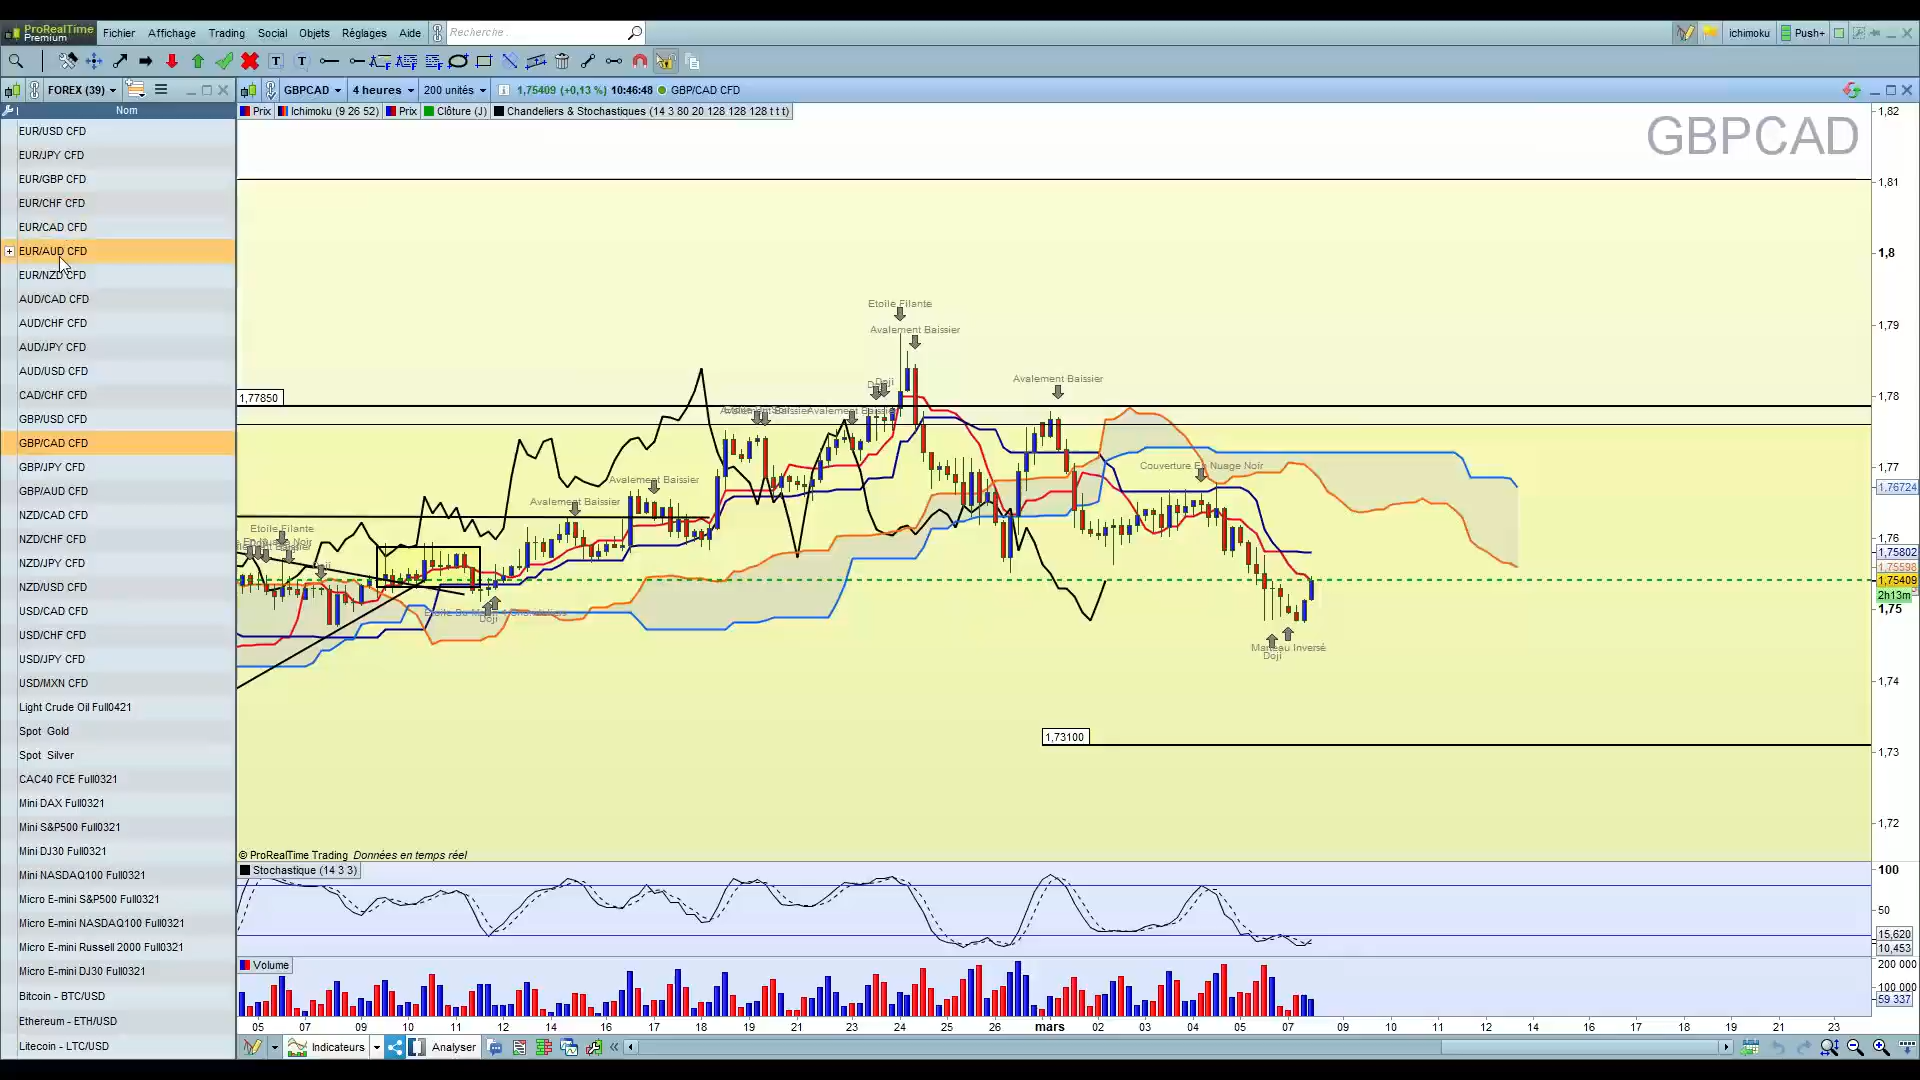 ProRealTime
Premium
Fichier Affichage Trading Social Objets Réglages Aide
Recherche...
ichimoku Push+
FOREX (39)
GBPCAD 4 heures 200 unités 1,75409 (+0,13 %) 10:46:48 GBP/CAD CFD
Nom
Prix Ichimoku (9 26 52) Prix Clôture (J) Chandeliers & Stochastiques (14 3 80 20 128 128 128 t t t)
GBPCAD
EUR/USD CFD
EUR/JPY CFD
EUR/GBP CFD
EUR/CHF CFD
EUR/CAD CFD
EUR/AUD CFD
EUR/NZD CFD
AUD/CAD CFD
AUD/CHF CFD
AUD/JPY CFD
AUD/USD CFD
CAD/CHF CFD
GBP/USD CFD
GBP/CAD CFD
GBP/JPY CFD
GBP/AUD CFD
NZD/CAD CFD
NZD/CHF CFD
NZD/JPY CFD
NZD/USD CFD
USD/CAD CFD
USD/CHF CFD
USD/JPY CFD
USD/MXN CFD
Light Crude Oil Full0421
Spot Gold
Spot Silver
CAC40 FCE Full0321
Mini DAX Full0321
Mini S&P500 Full0321
Mini DJ30 Full0321
Mini NASDAQ100 Full0321
Micro E-mini S&P500 Full0321
Micro E-mini NASDAQ100 Full0321
Micro E-mini Russell 2000 Full0321
Micro E-mini DJ30 Full0321
Bitcoin - BTC/USD
Ethereum - ETH/USD
Litecoin - LTC/USD
Etoile Filante
Avalement Baissier
Avalement Baissier
Doji
1,77850
Avalement Baissier
Couverture En Nuage Noir
Avalement Baissier
Avalement Baissier
Etoile Filante
Doji
Doji
Marteau Inversé
Doji
1,73100
1,82
1,81
1,8
1,79
1,78
1,77
1,76724
1,76
1,75802
1,75598
1,75409
2h13m
1,75
1,74
1,73
1,72
© ProRealTime Trading Données en temps réel
Stochastique (14 3 3)
100
50
15,620
10,453
Volume
200 000
100 000
59 337
05 07 09 10 11 12 14 16 17 18 19 21 23 24 25 26 mars 02 03 04 05 07 09 10 11 12 14 16 17 18 19 21 23
Indicateurs Analyser